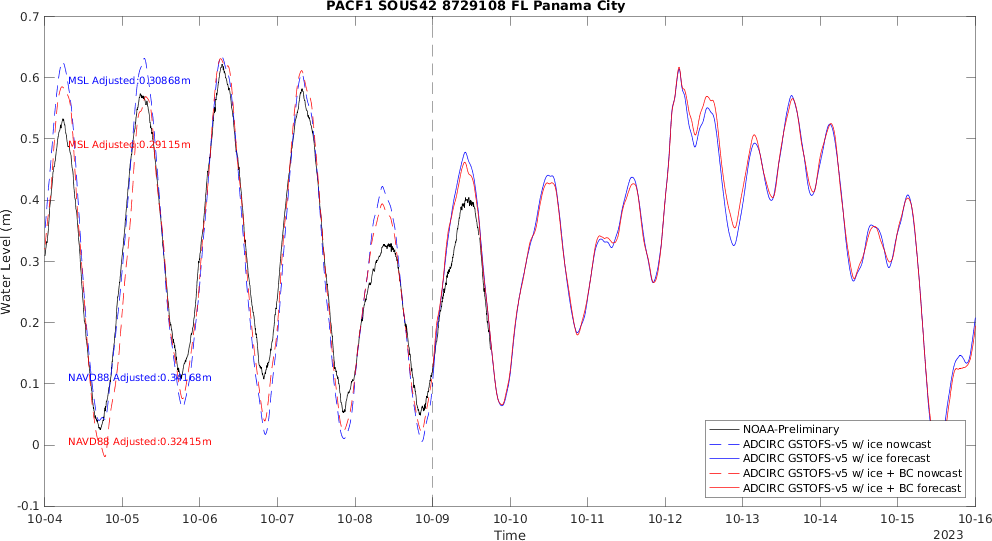 PACF1 SOUS42 8729108 FL Panama City
Water Level (m)
0.7
0.6
0.5
0.4
0.3
0.2
0.1
0
-0.1
MSL Adjusted:0.30868m
MSL Adjusted:0.29115m
NAVD88 Adjusted:0.34168m
NAVD88 Adjusted:0.32415m
NOAA-Preliminary
ADCIRC GSTOFS-v5 w/ ice nowcast
ADCIRC GSTOFS-v5 w/ ice forecast
ADCIRC GSTOFS-v5 w/ ice + BC nowcast
ADCIRC GSTOFS-v5 w/ ice + BC forecast
10-04 10-05 10-06 10-07 10-08 10-09 10-10 10-11 10-12 10-13 10-14 10-15 10-16
Time
2023